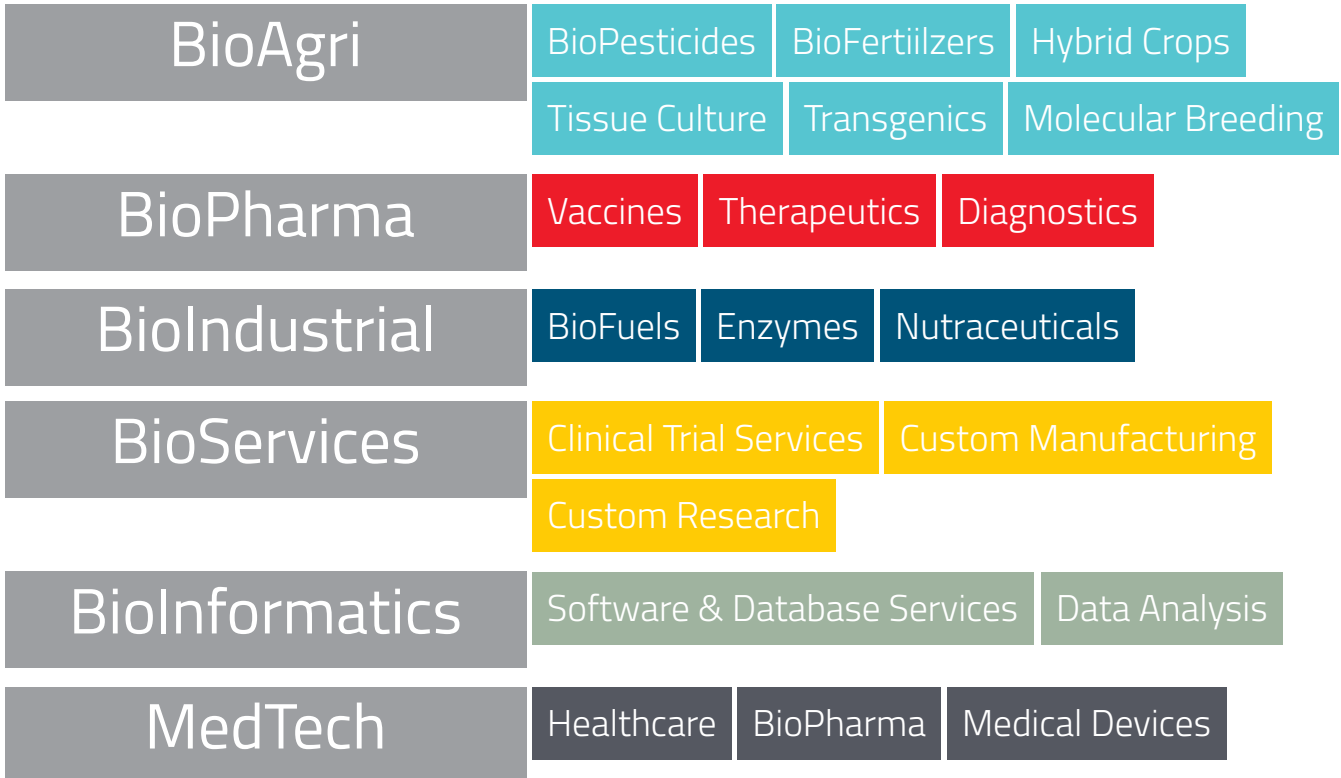 BioAgri
BioPesticides BioFertiilzers Hybrid Crops
Tissue Culture Transgenics Molecular Breeding
BioPharma
Vaccines Therapeutics Diagnostics
BioIndustrial
BioFuels Enzymes Nutraceuticals
BioServices
Clinical Trial Services Custom Manufacturing
Custom Research
BioInformatics
Software & Database Services Data Analysis
MedTech
Healthcare BioPharma Medical Devices